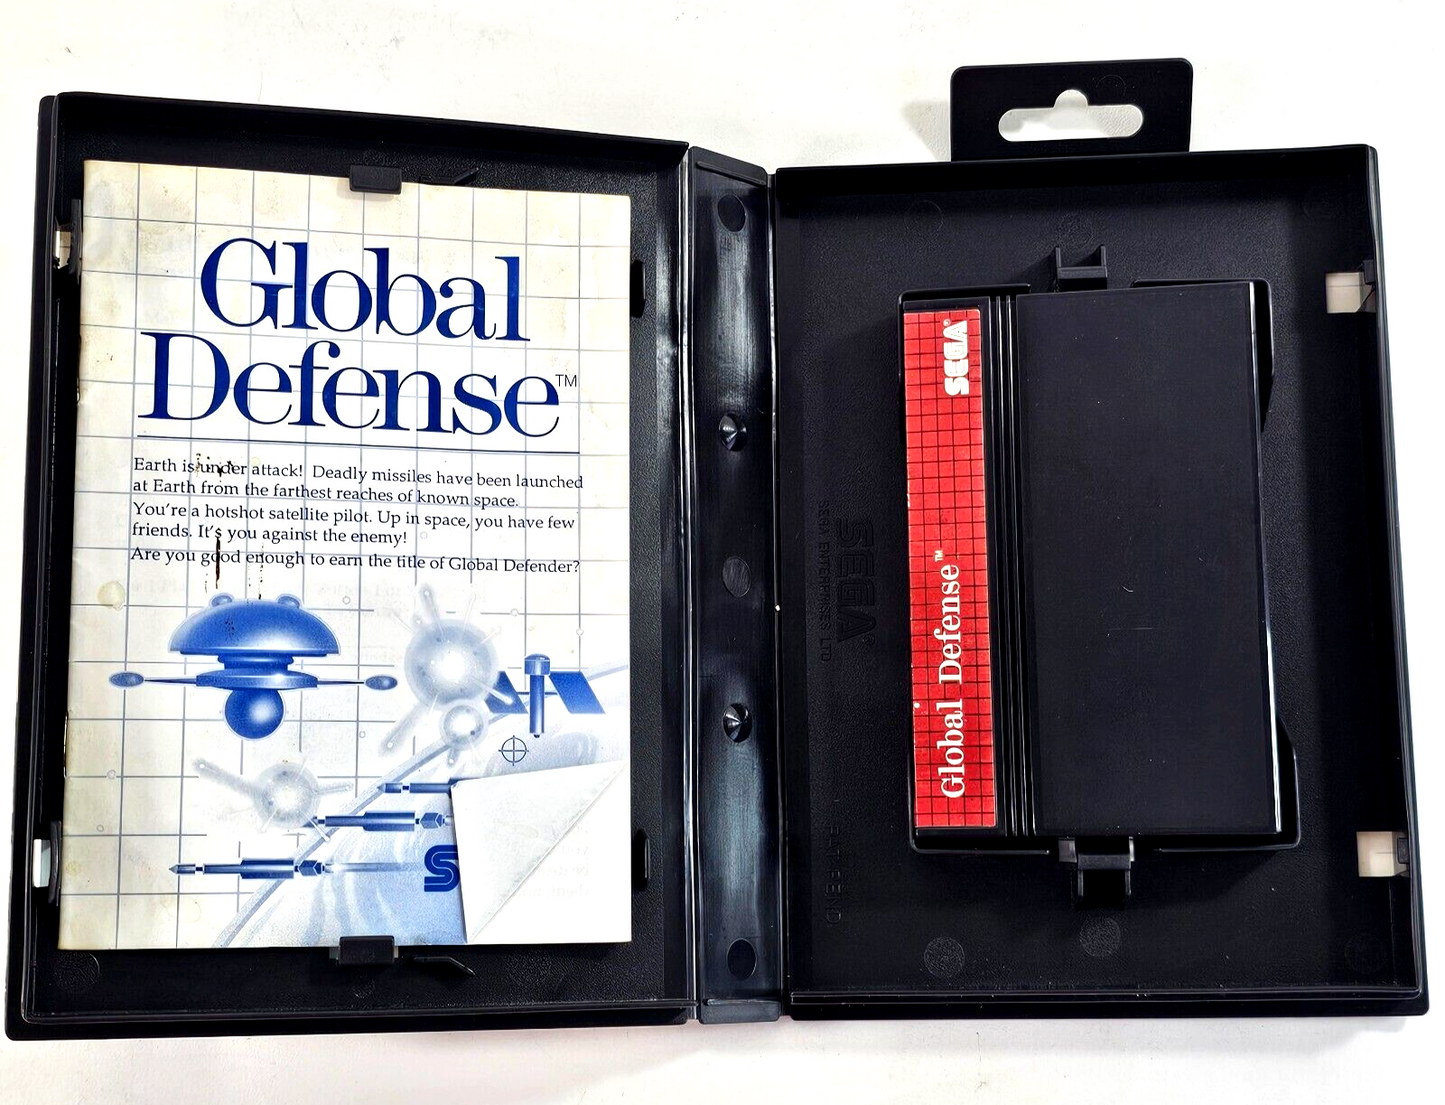 Global
Defense™
Earth is under attack! Deadly missiles have been launched
at Earth from the farthest reaches of known space.
You're a hotshot satellite pilot. Up in space, you have few
friends. It's you against the enemy!
Are you good enough to earn the title of Global Defender?
S
SEGA®
Global Defense™
SEGA®
SEGA ENTERPRISES LTD
PAT. PEND